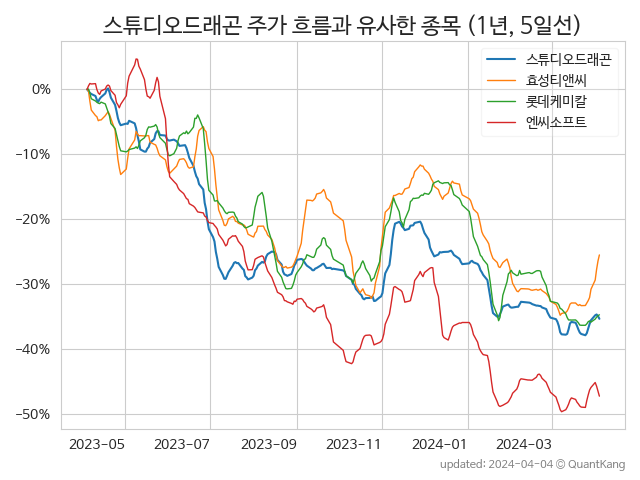 스튜디오드래곤 주가 흐름과 유사한 종목 (1년, 5일선)
스튜디오드래곤
효성티앤씨
롯데케미칼
엔씨소프트
0%
−10%
−20%
−30%
−40%
−50%
2023−05
2023−07
2023−09
2023−11
2024−01
2024−03
updated: 2024-04-04 © QuantKang